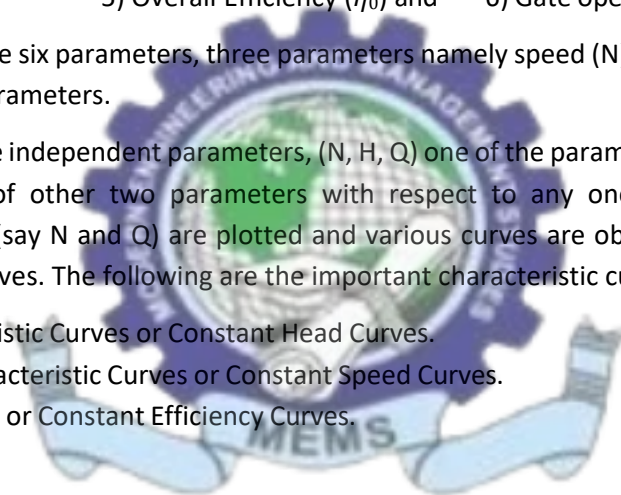 5) Overall Efficiency (η₀) and 6) Gate ope
e six parameters, three parameters namely speed (N
rameters.
e independent parameters, (N, H, Q) one of the param
of other two parameters with respect to any on
(say N and Q) are plotted and various curves are ob
ves. The following are the important characteristic cu
istic Curves or Constant Head Curves.
acteristic Curves or Constant Speed Curves.
or Constant Efficiency Curves.
MEMS